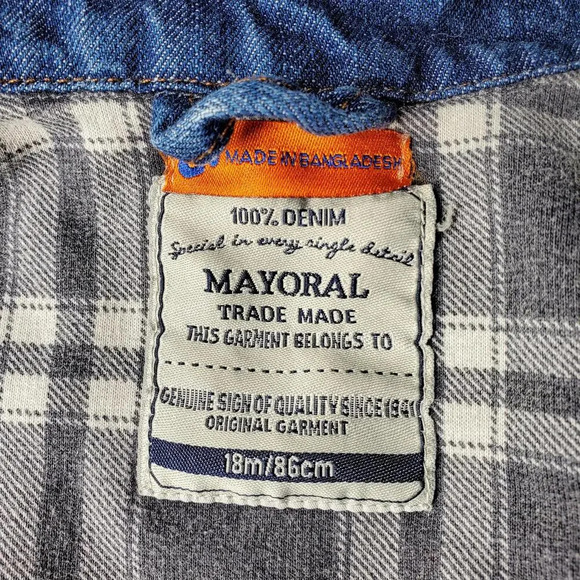 MADE IN BANGLADESH
100% DENIM
Special in every single detail
MAYORAL
TRADE MADE
THIS GARMENT BELONGS TO
GENUINE SIGN OF QUALITY SINCE 1941
ORIGINAL GARMENT
18m/86cm